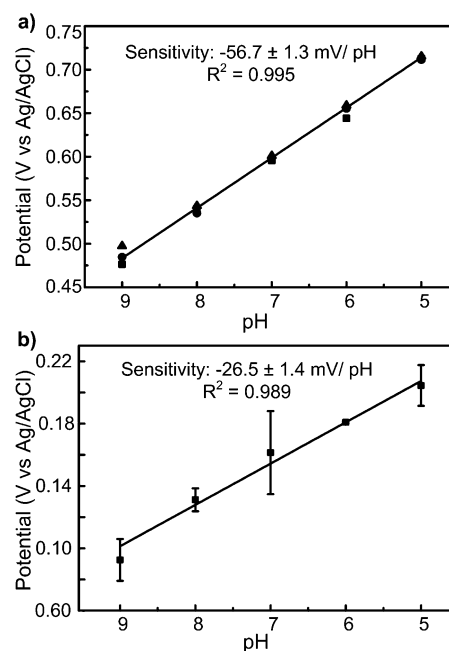 a)
0.75
Sensitivity: -56.7 ± 1.3 mV/ pH
R² = 0.995
0.70
0.65
0.60
0.55
0.50
0.45
Potential (V vs Ag/AgCl)
9 8 7 6 5
pH
b)
0.22
Sensitivity: -26.5 ± 1.4 mV/ pH
R² = 0.989
0.18
0.14
0.10
0.60
Potential (V vs Ag/AgCl)
9 8 7 6 5
pH